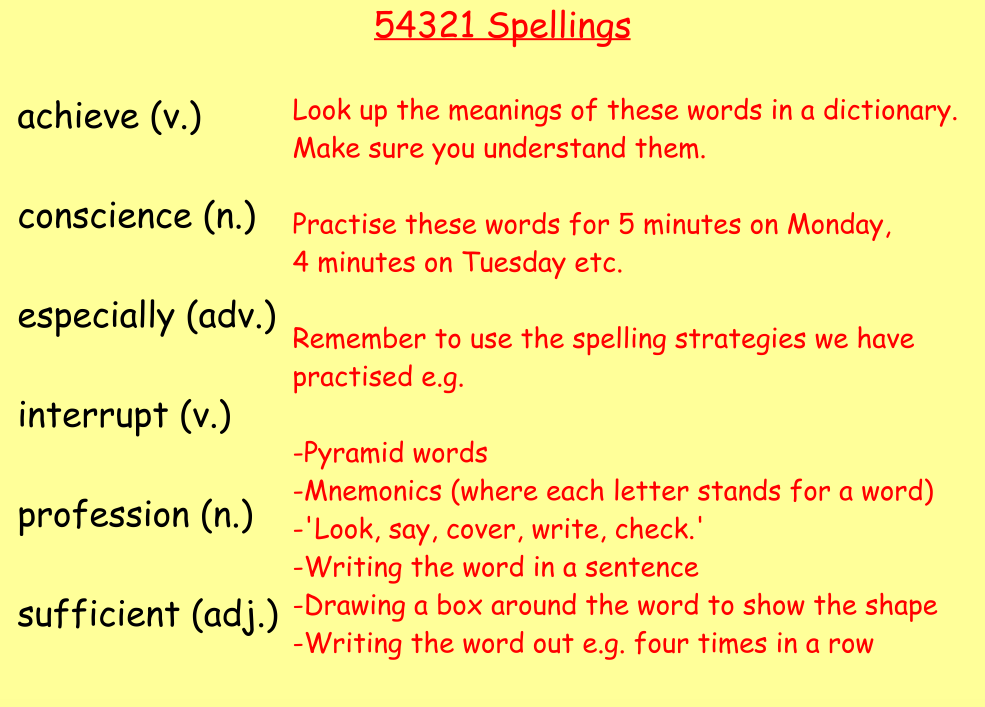 54321 Spellings
achieve (v.)
conscience (n.)
especially (adv.)
interrupt (v.)
profession (n.)
sufficient (adj.)
Look up the meanings of these words in a dictionary.
Make sure you understand them.
Practise these words for 5 minutes on Monday,
4 minutes on Tuesday etc.
Remember to use the spelling strategies we have
practised e.g.
-Pyramid words
-Mnemonics (where each letter stands for a word)
-'Look, say, cover, write, check.'
-Writing the word in a sentence
-Drawing a box around the word to show the shape
-Writing the word out e.g. four times in a row